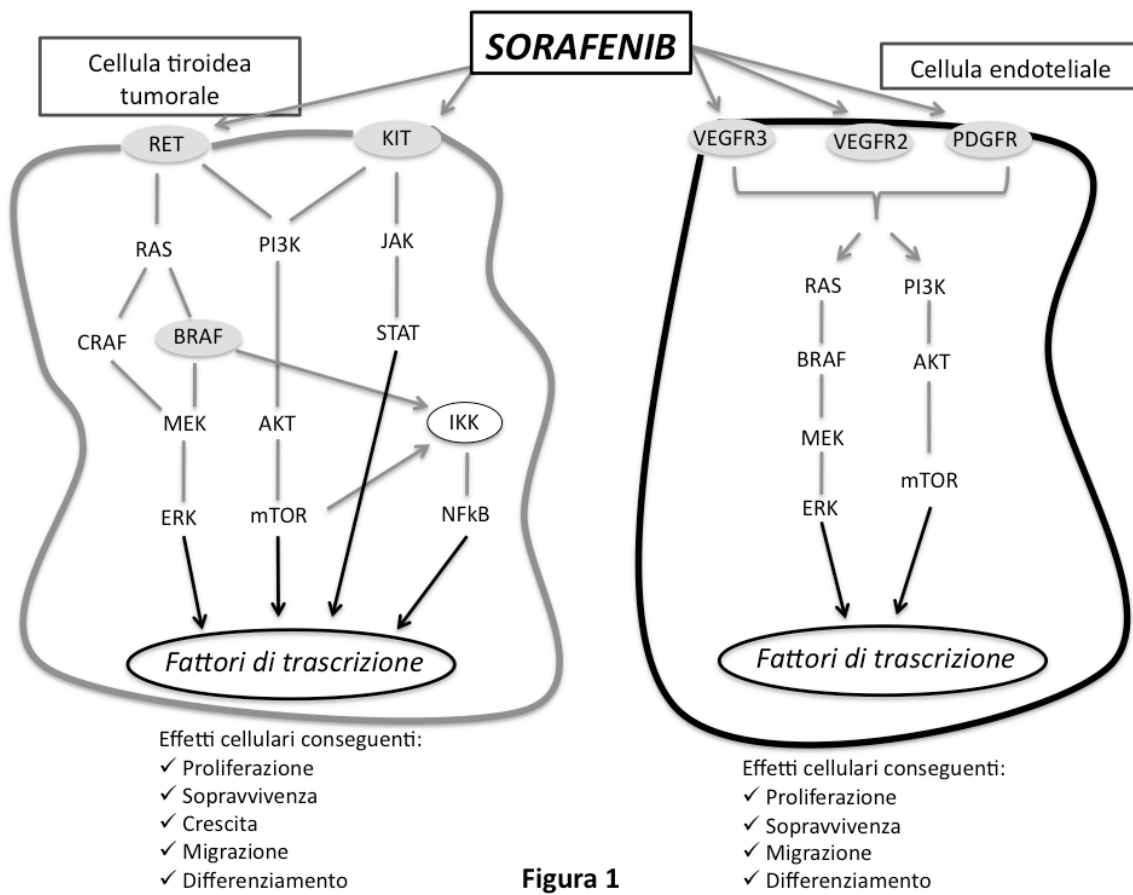 SORAFENIB
Cellula tiroidea
tumorale
Cellula endoteliale
RET
KIT
RAS
PI3K
JAK
CRAF
BRAF
STAT
MEK
AKT
IKK
ERK
mTOR
NFkB
Fattori di trascrizione
Effetti cellulari conseguenti:
✓ Proliferazione
✓ Sopravvivenza
✓ Crescita
✓ Migrazione
✓ Differenziamento
VEGFR3
VEGFR2
PDGFR
RAS
PI3K
BRAF
AKT
MEK
mTOR
ERK
Fattori di trascrizione
Effetti cellulari conseguenti:
✓ Proliferazione
✓ Sopravvivenza
✓ Migrazione
✓ Differenziamento
Figura 1